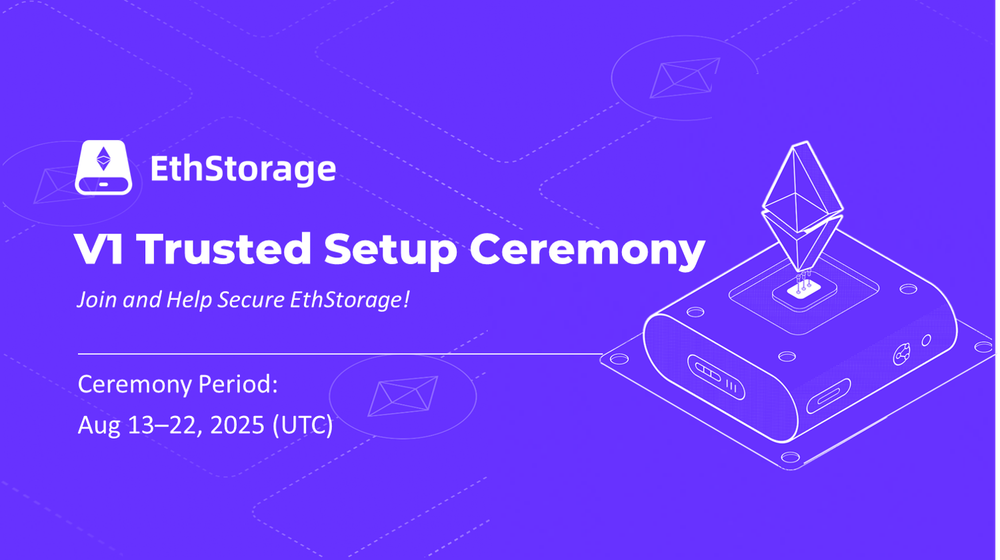 EthStorage
V1 Trusted Setup Ceremony
Join and Help Secure EthStorage!
Ceremony Period:
Aug 13–22, 2025 (UTC)